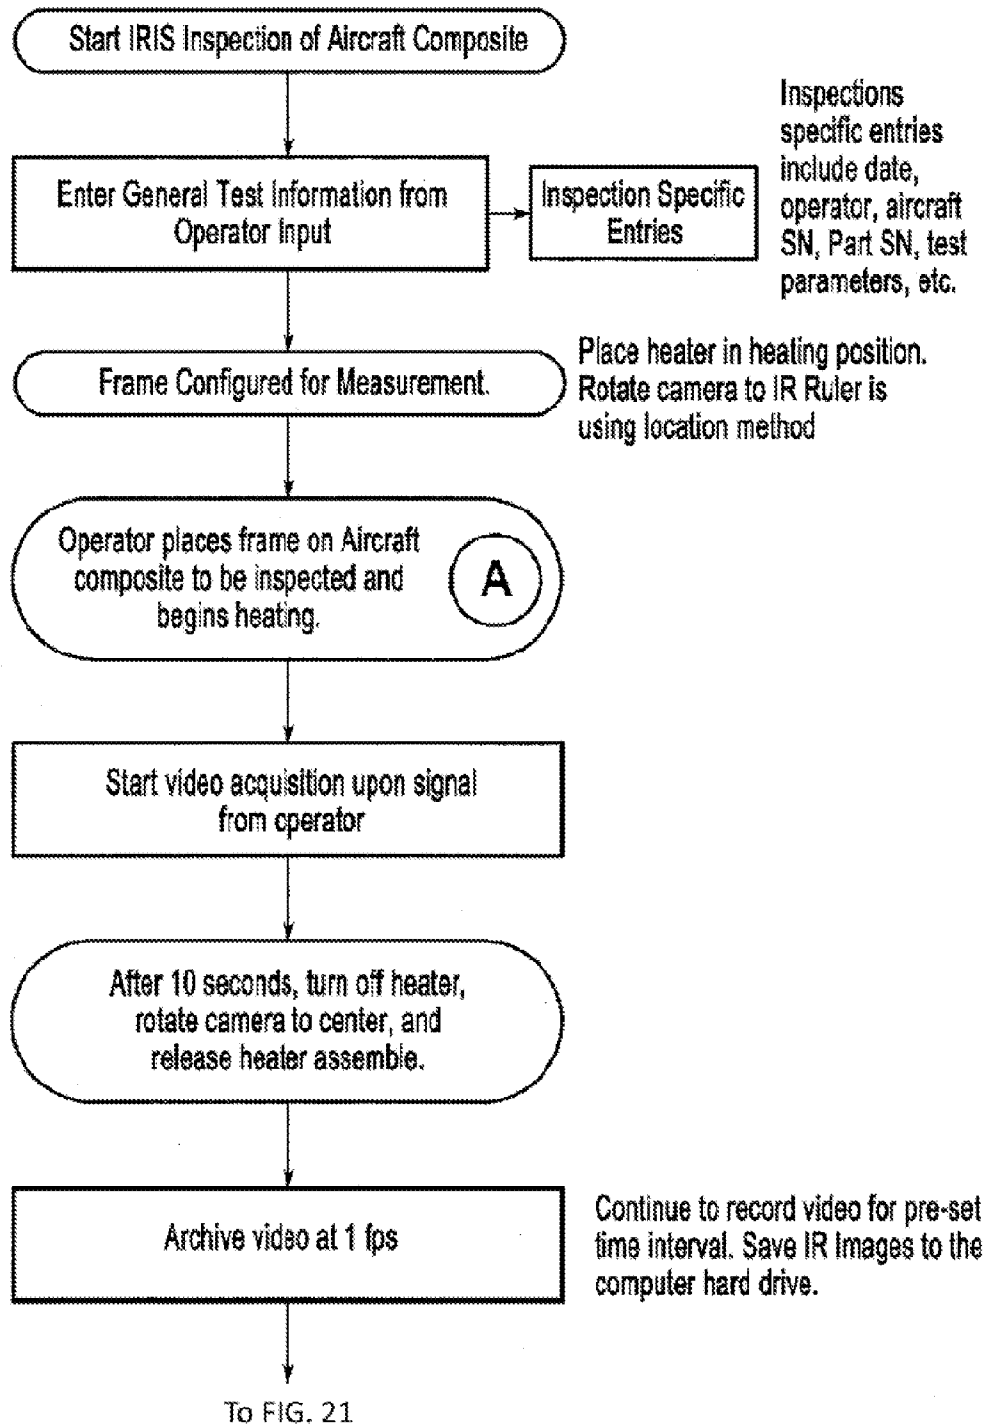 Start IRIS Inspection of Aircraft Composite
Enter General Test Information from
Operator Input
Inspection Specific
Entries
Inspections
specific entries
include date,
operator, aircraft
SN, Part SN, test
parameters, etc.
Frame Configured for Measurement.
Place heater in heating position.
Rotate camera to IR Ruler is
using location method
Operator places frame on Aircraft
composite to be inspected and
begins heating.
A
Start video acquisition upon signal
from operator
After 10 seconds, turn off heater,
rotate camera to center, and
release heater assemble.
Archive video at 1 fps
Continue to record video for pre-set
time interval. Save IR Images to the
computer hard drive.
To FIG. 21